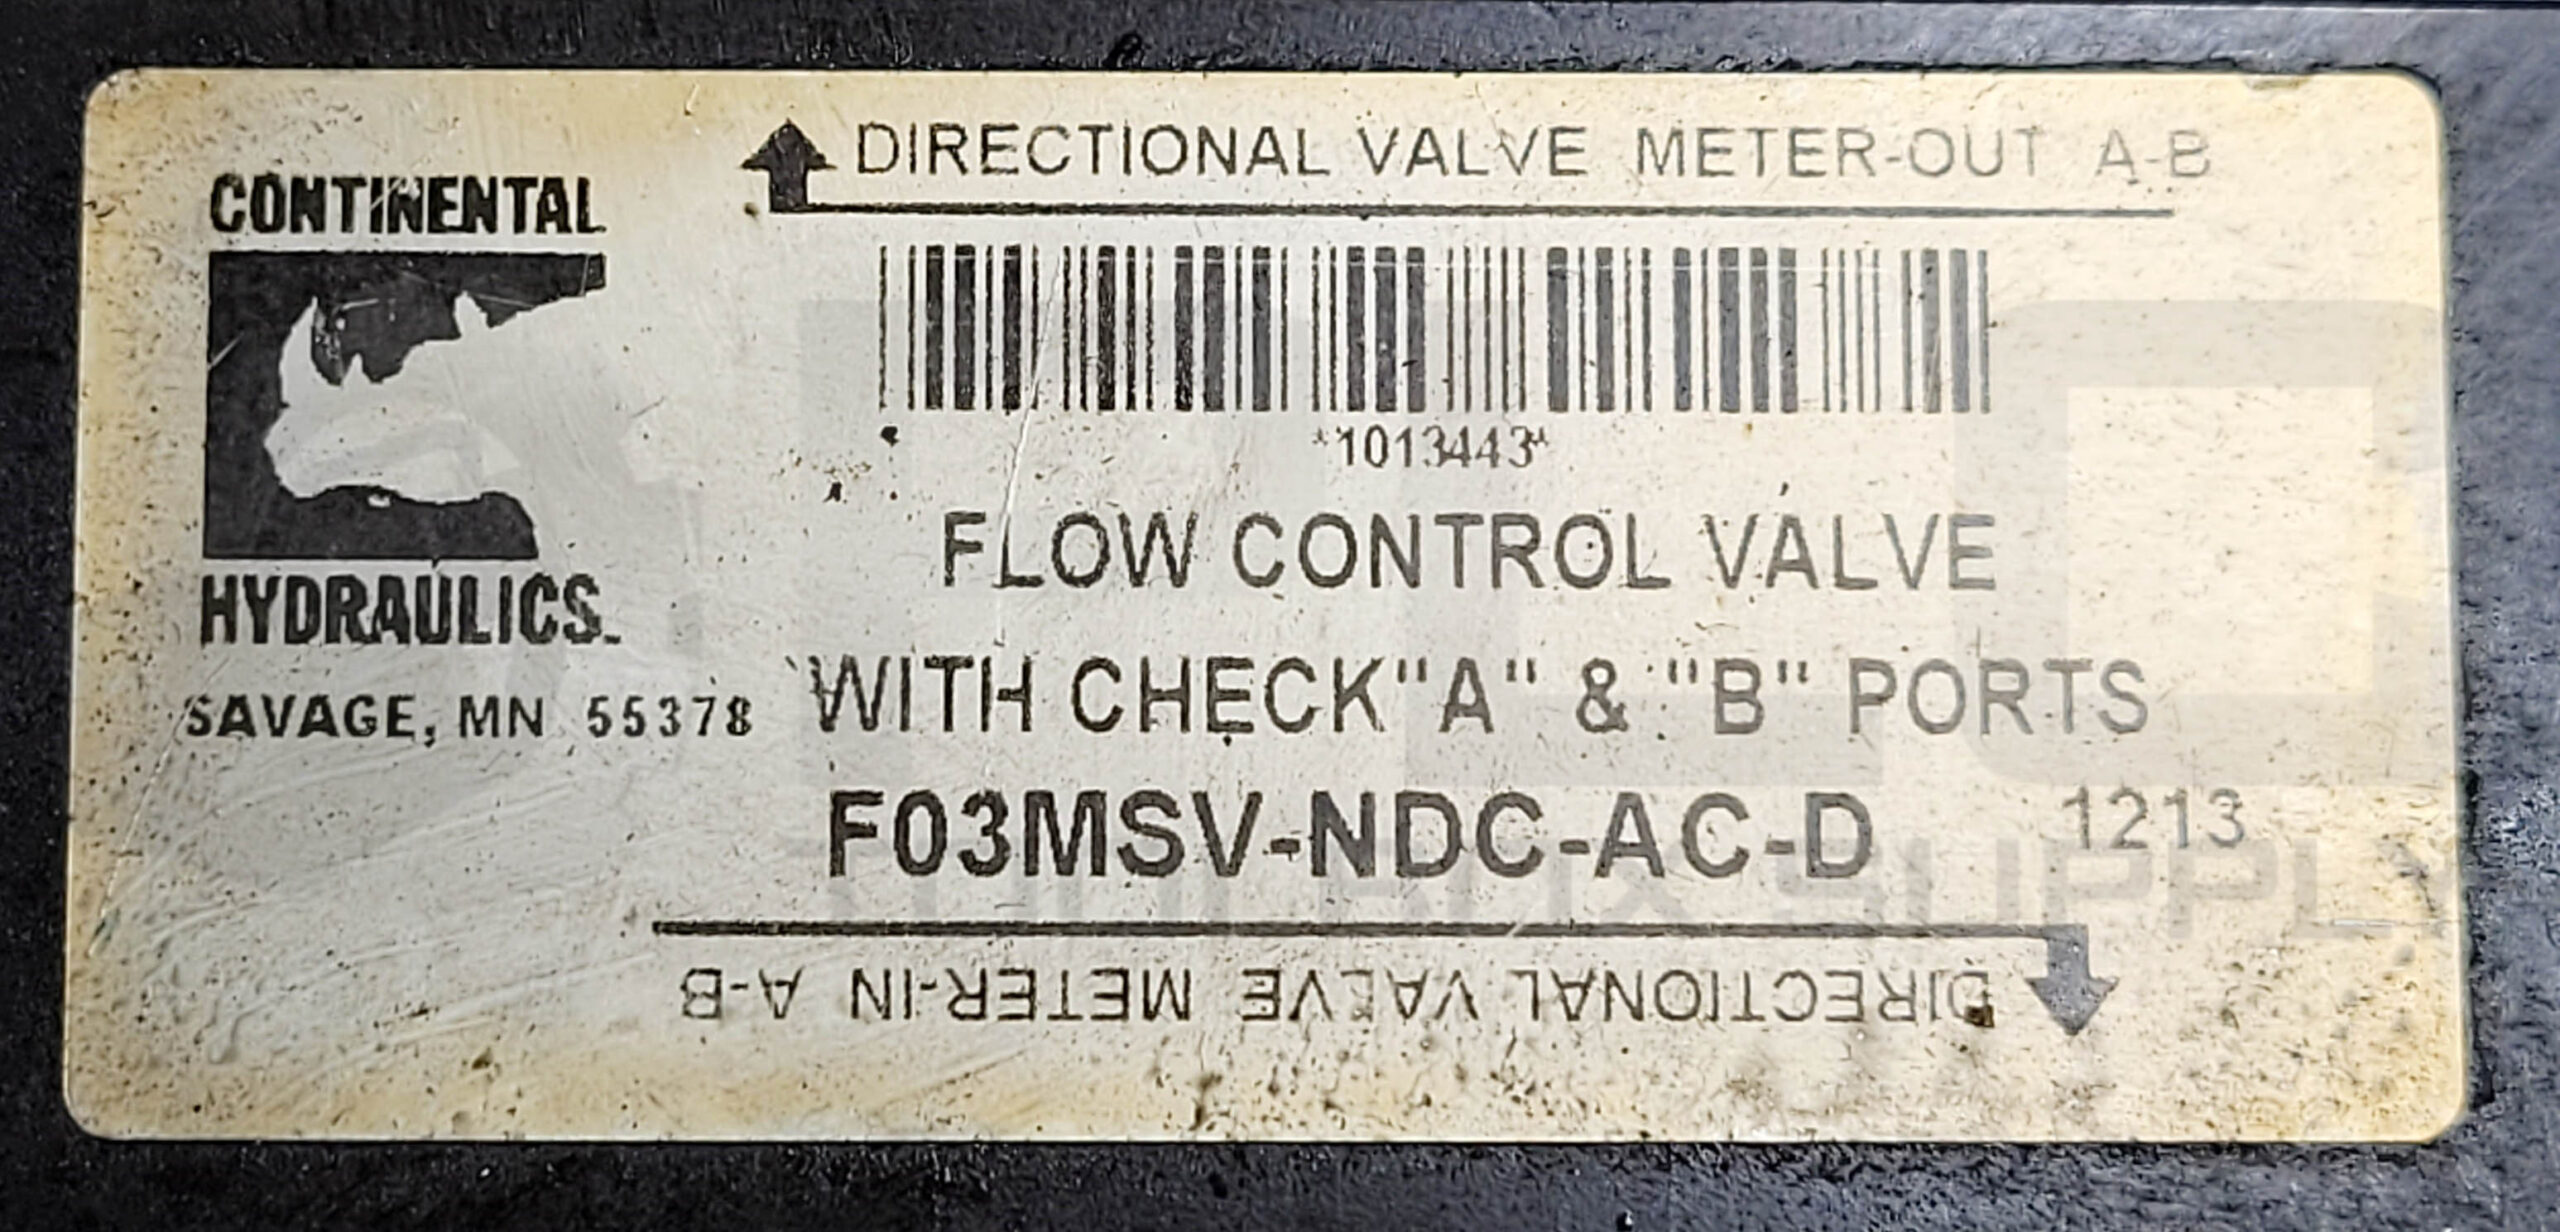 DIRECTIONAL VALVE METER-OUT A-B
CONTINENTAL
*1013443*
FLOW CONTROL VALVE
HYDRAULICS
WITH CHECK "A" & "B" PORTS
SAVAGE, MN 55378
F03MSV-NDC-AC-D
1213
SUPPLY
DIRECTIONAL VALVE METER-IN A-B